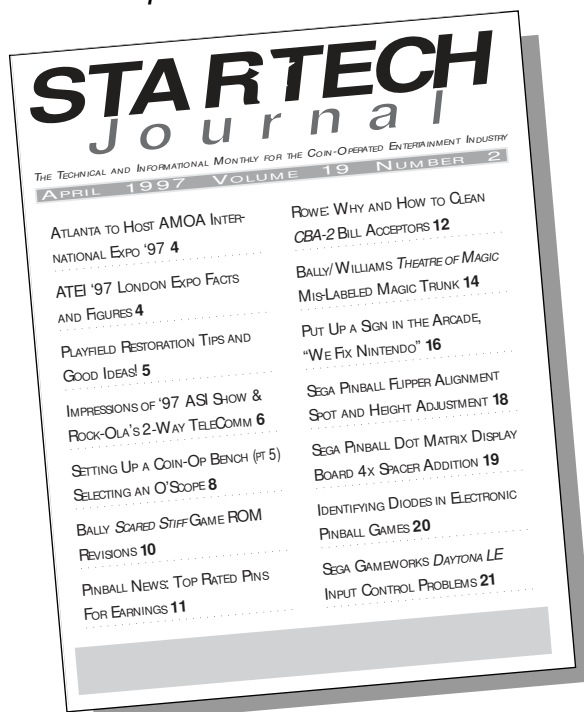 STARTECH
Journal
The Technical and Informational Monthly for the Coin-Operated Entertainment Industry
April 1997 Volume 19 Number 2
Atlanta to Host AMOA Inter-
national Expo ‘97 4
ATEI ‘97 London Expo Facts
and Figures 4
Playfield Restoration Tips and
Good Ideas! 5
Impressions of ‘97 ASI Show &
Rock-Ola’s 2-Way TeleComm 6
Setting Up a Coin-Op Bench (pt 5)
Selecting an O’Scope 8
Bally Scared Stiff Game ROM
Revisions 10
Pinball News: Top Rated Pins
For Earnings 11
Rowe: Why and How to Clean
CBA-2 Bill Acceptors 12
Bally/Williams Theatre of Magic
Mis-Labeled Magic Trunk 14
Put Up a Sign in the Arcade,
“We Fix Nintendo” 16
Sega Pinball Flipper Alignment
Spot and Height Adjustment 18
Sega Pinball Dot Matrix Display
Board 4x Spacer Addition 19
Identifying Diodes in Electronic
Pinball Games 20
Sega Gameworks Daytona LE
Input Control Problems 21